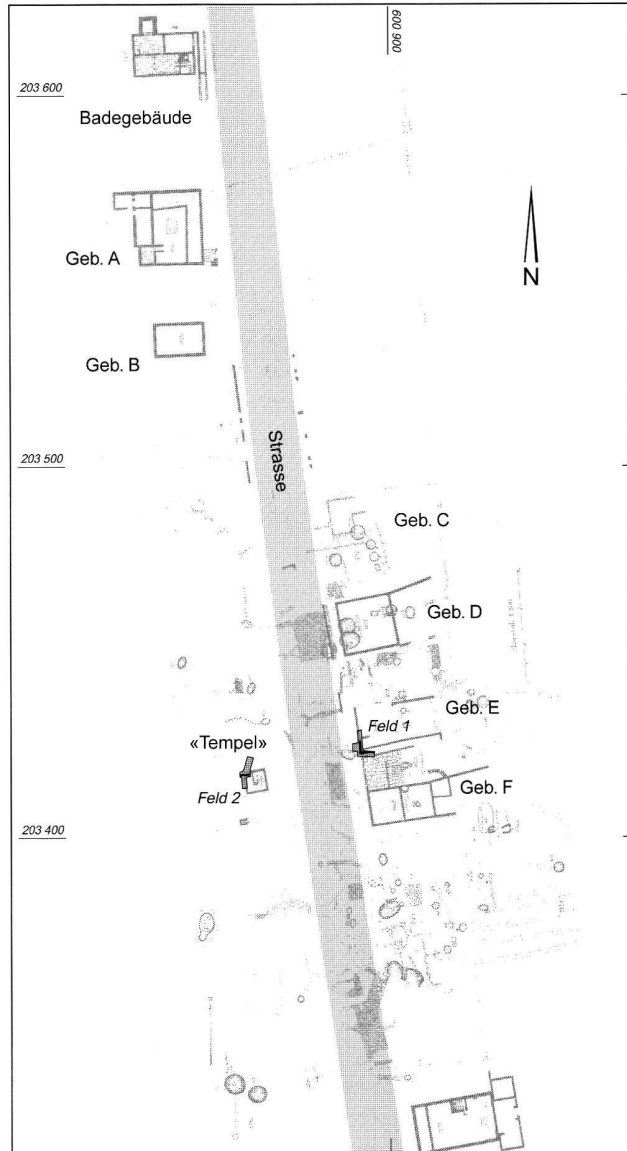 600 600
203 600
Badegebäude
Geb. A
N
Geb. B
203 500
Strasse
Geb. C
Geb. D
Geb. E
Feld 1
«Tempel»
Feld 2
Geb. F
203 400